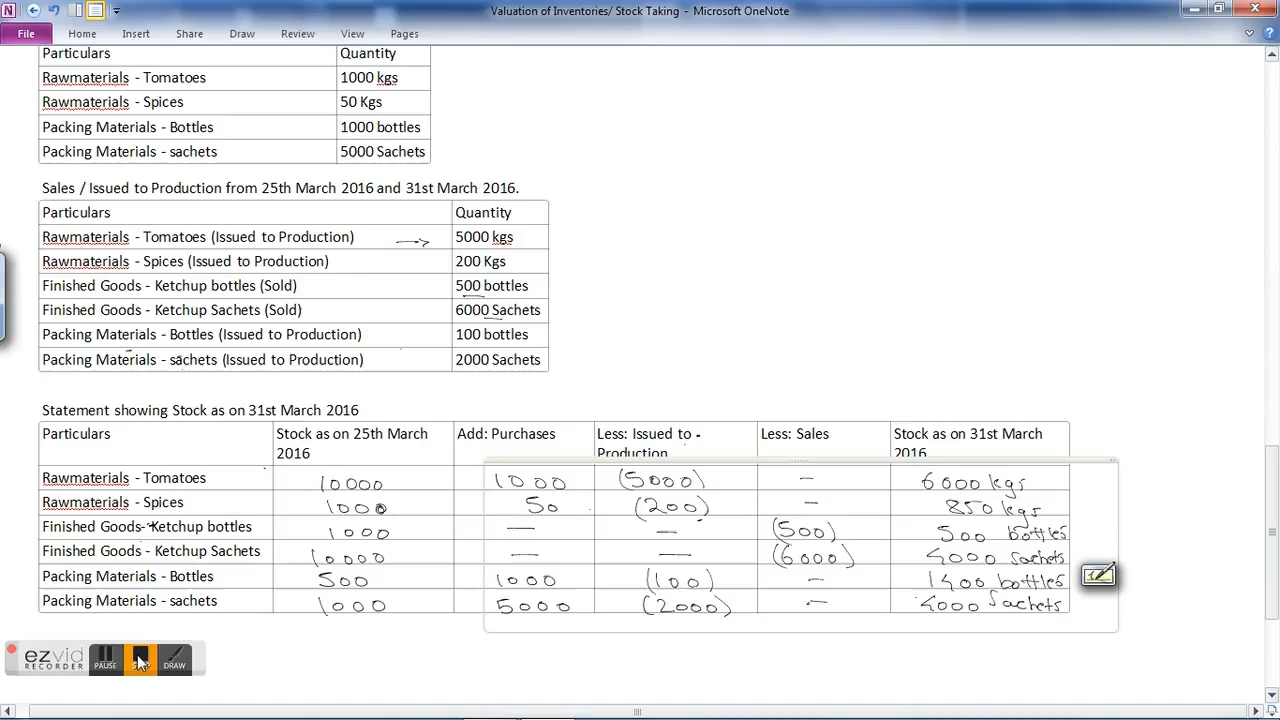 Valuation of Inventories/ Stock Taking - Microsoft OneNote
File Home Insert Share Draw Review View Pages
Particulars Quantity
Rawmaterials - Tomatoes 1000 kgs
Rawmaterials - Spices 50 Kgs
Packing Materials - Bottles 1000 bottles
Packing Materials - sachets 5000 Sachets
Sales / Issued to Production from 25th March 2016 and 31st March 2016.
Particulars Quantity
Rawmaterials - Tomatoes (Issued to Production) 5000 kgs
Rawmaterials - Spices (Issued to Production) 200 Kgs
Finished Goods - Ketchup bottles (Sold) 500 bottles
Finished Goods - Ketchup Sachets (Sold) 6000 Sachets
Packing Materials - Bottles (Issued to Production) 100 bottles
Packing Materials - sachets (Issued to Production) 2000 Sachets
Statement showing Stock as on 31st March 2016
Particulars Stock as on 25th March Add: Purchases Less: Issued to - Less: Sales Stock as on 31st March
2016 Production 2016
Rawmaterials - Tomatoes 10000 1000 (5000) - 6000 kgs
Rawmaterials - Spices 1000 50 (200) - 850 kgs
Finished Goods - Ketchup bottles 1000 - - (500) 500 bottles
Finished Goods - Ketchup Sachets 10000 - - (6000) 4000 sachets
Packing Materials - Bottles 500 1000 (100) - 1400 bottles
Packing Materials - sachets 1000 5000 (2000) - 4000 Sachets
ezvid
RECORDER PAUSE DRAW